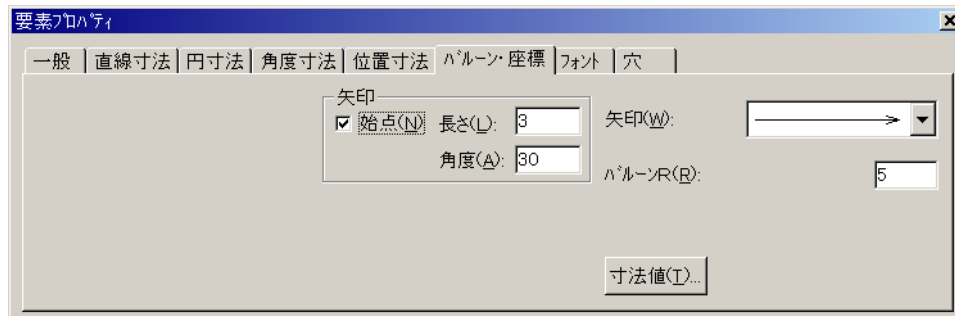 要素ﾌﾟﾛﾊﾟﾃｨ
一般 直線寸法 円寸法 角度寸法 位置寸法 ﾊﾞﾙｰﾝ・座標 ﾌｫﾝﾄ 穴
矢印
始点(N) 長さ(L): 3 矢印(W):
角度(A): 30 ﾊﾞﾙｰﾝR(R): 5
寸法値(T)...